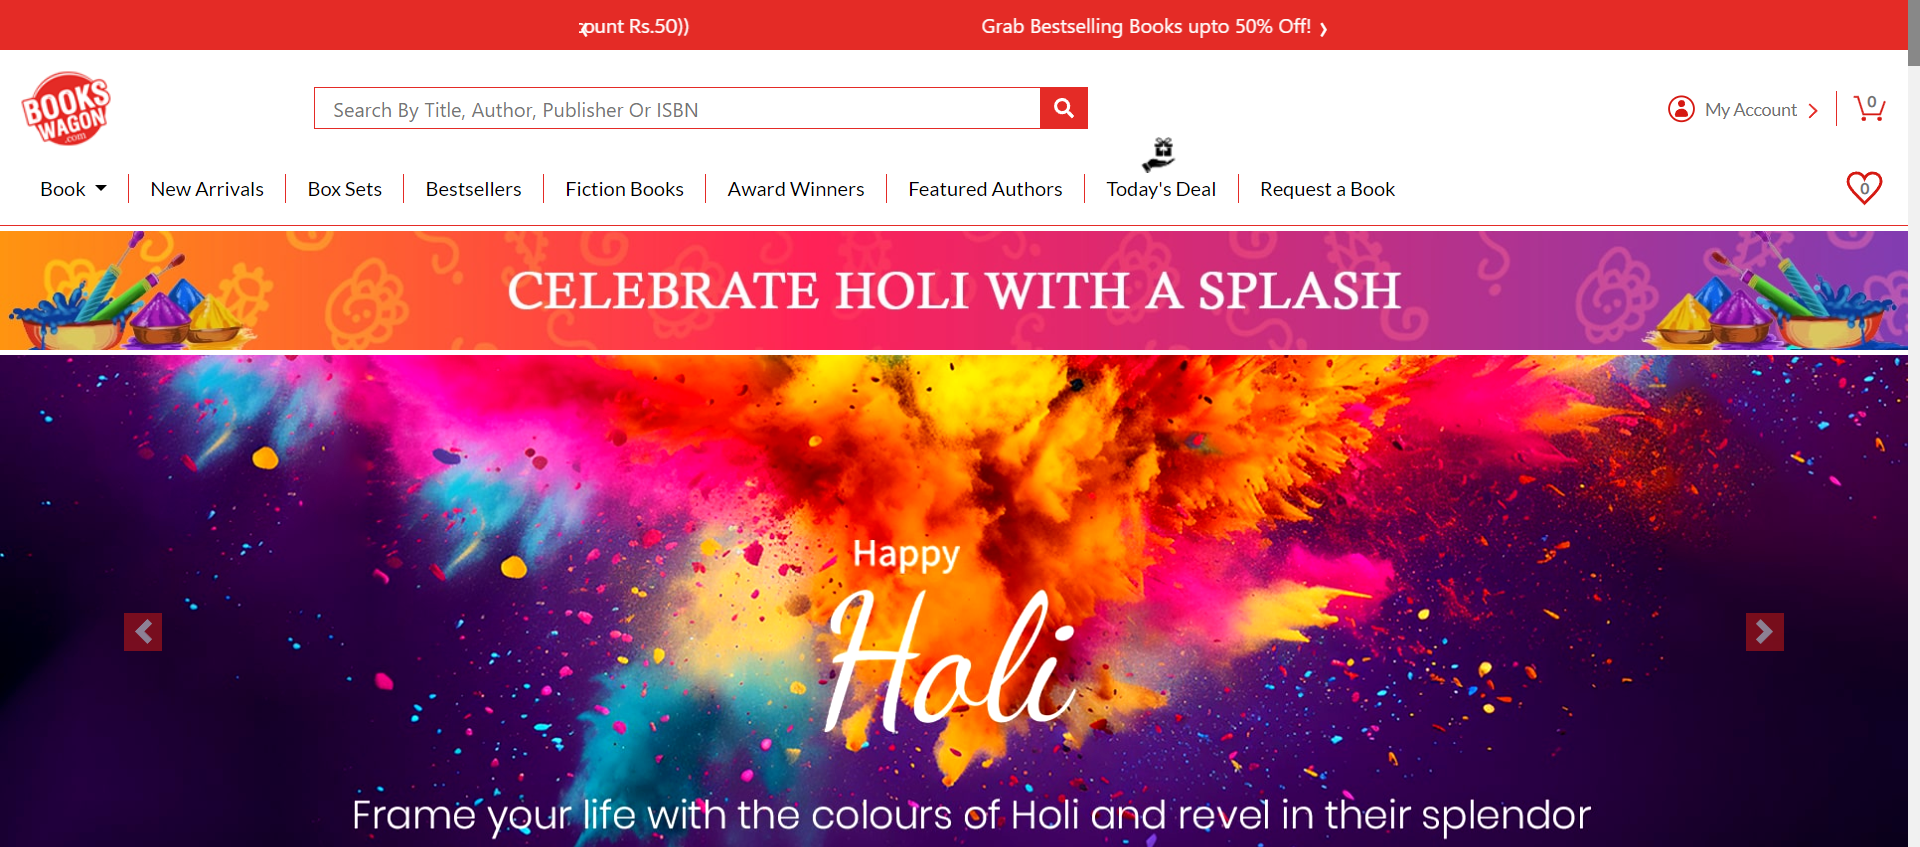 ount Rs.50))
Grab Bestselling Books upto 50% Off!
BOOKS
WAGON
.com
Search By Title, Author, Publisher Or ISBN
My Account
0
Book
New Arrivals
Box Sets
Bestsellers
Fiction Books
Award Winners
Featured Authors
Today's Deal
Request a Book
0
CELEBRATE HOLI WITH A SPLASH
Happy
Holi
Frame your life with the colours of Holi and revel in their splendor